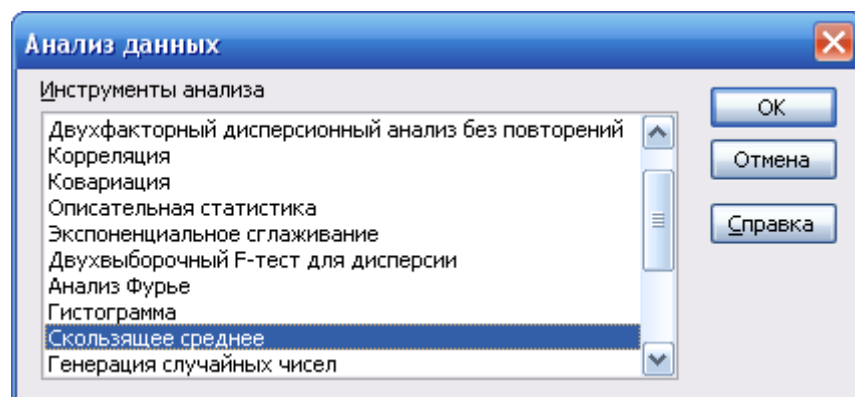 Анализ данных
Инструменты анализа
Двухфакторный дисперсионный анализ без повторений
Корреляция
Ковариация
Описательная статистика
Экспоненциальное сглаживание
Двухвыборочный F-тест для дисперсии
Анализ Фурье
Гистограмма
Скользящее среднее
Генерация случайных чисел
ОК
Отмена
Справка